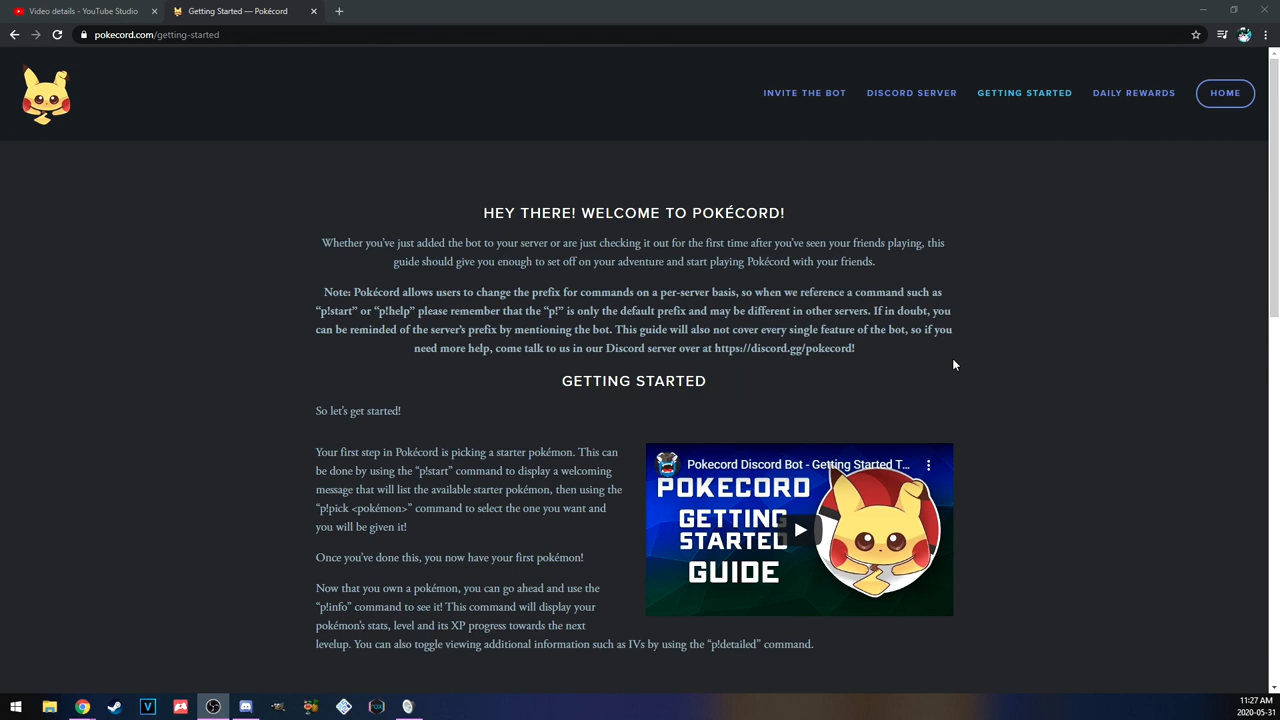 Video details - YouTube Studio
Getting Started — Pokécord
pokecord.com/getting-started
INVITE THE BOT
DISCORD SERVER
GETTING STARTED
DAILY REWARDS
HOME
HEY THERE! WELCOME TO POKÉCORD!
Whether you've just added the bot to your server or are just checking it out for the first time after you've seen your friends playing, this
guide should give you enough to set off on your adventure and start playing Pokécord with your friends.
Note: Pokécord allows users to change the prefix for commands on a per-server basis, so when we reference a command such as
“p!start” or “p!help” please remember that the “p!” is only the default prefix and may be different in other servers. If in doubt, you
can be reminded of the server's prefix by mentioning the bot. This guide will also not cover every single feature of the bot, so if you
need more help, come talk to us in our Discord server over at https://discord.gg/pokecord!
GETTING STARTED
So let's get started!
Your first step in Pokécord is picking a starter pokémon. This can
be done by using the “p!start” command to display a welcoming
message that will list the available starter pokémon, then using the
“p!pick <pokémon>” command to select the one you want and
you will be given it!
Once you've done this, you now have your first pokémon!
Now that you own a pokémon, you can go ahead and use the
“p!info” command to see it! This command will display your
pokémon's stats, level and its XP progress towards the next
levelup. You can also toggle viewing additional information such as IVs by using the “p!detailed” command.
Pokecord Discord Bot - Getting Started T...
POKECORD
GETTING
STARTED
GUIDE
11:27 AM
2020-05-31